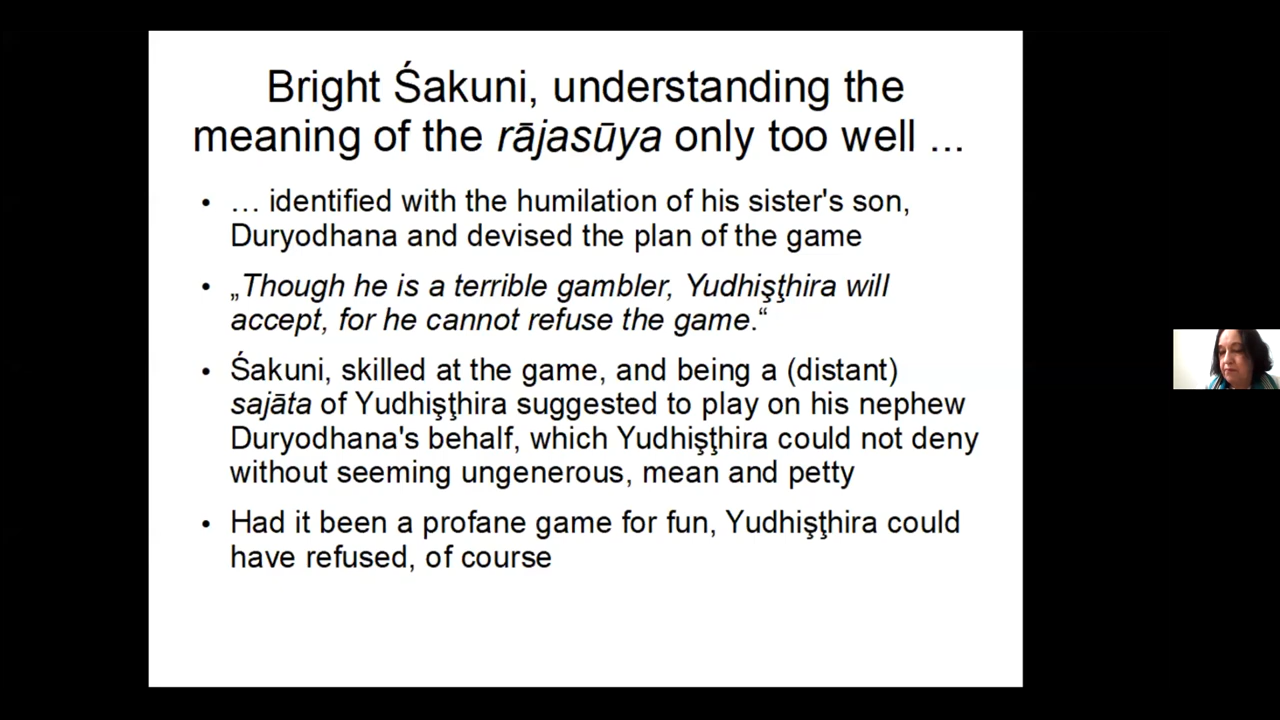 Bright Śakuni, understanding the
meaning of the rājasūya only too well ...
• … identified with the humilation of his sister's son,
Duryodhana and devised the plan of the game
• „Though he is a terrible gambler, Yudhişţhira will
accept, for he cannot refuse the game.“
• Śakuni, skilled at the game, and being a (distant)
sajāta of Yudhişţhira suggested to play on his nephew
Duryodhana's behalf, which Yudhişţhira could not deny
without seeming ungenerous, mean and petty
• Had it been a profane game for fun, Yudhişţhira could
have refused, of course